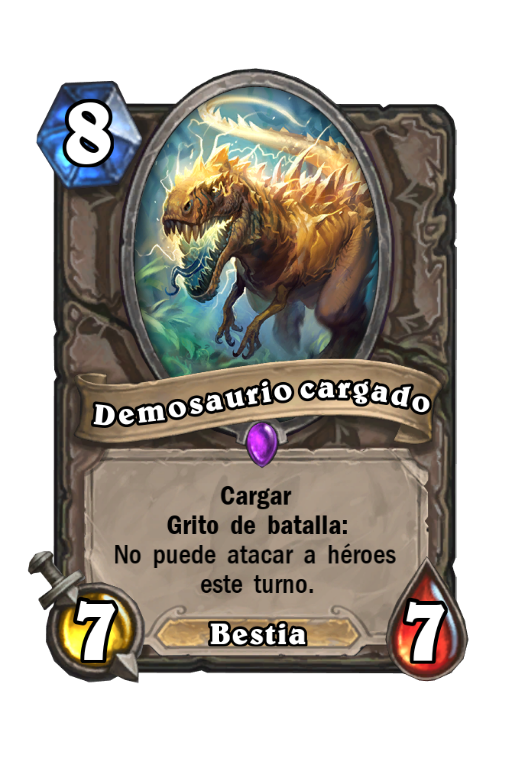 8
Demosaurio cargado
Cargar
Grito de batalla:
No puede atacar a héroes
este turno.
7
Bestia
7